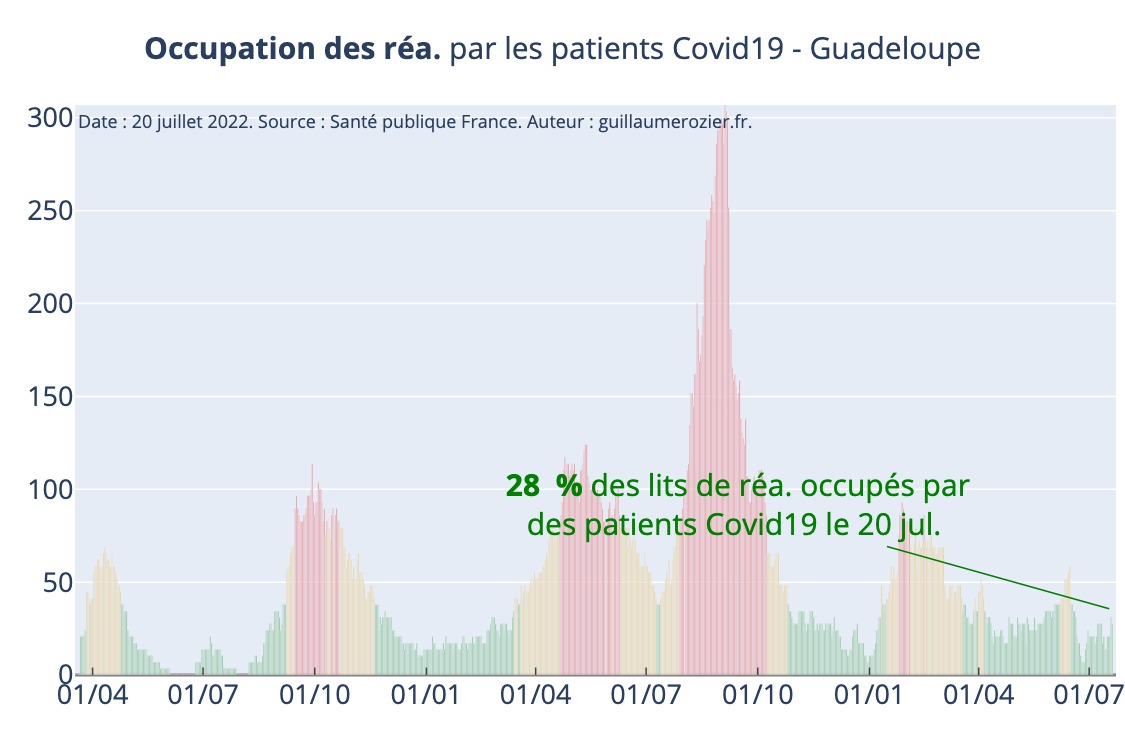 Occupation des réa. par les patients Covid19 - Guadeloupe
300
Date : 20 juillet 2022. Source : Santé publique France. Auteur : guillaumerozier.fr.
250
200
150
100
28 % des lits de réa. occupés par
des patients Covid19 le 20 jul.
50
0
01/04 01/07 01/10 01/01 01/04 01/07 01/10 01/01 01/04 01/07